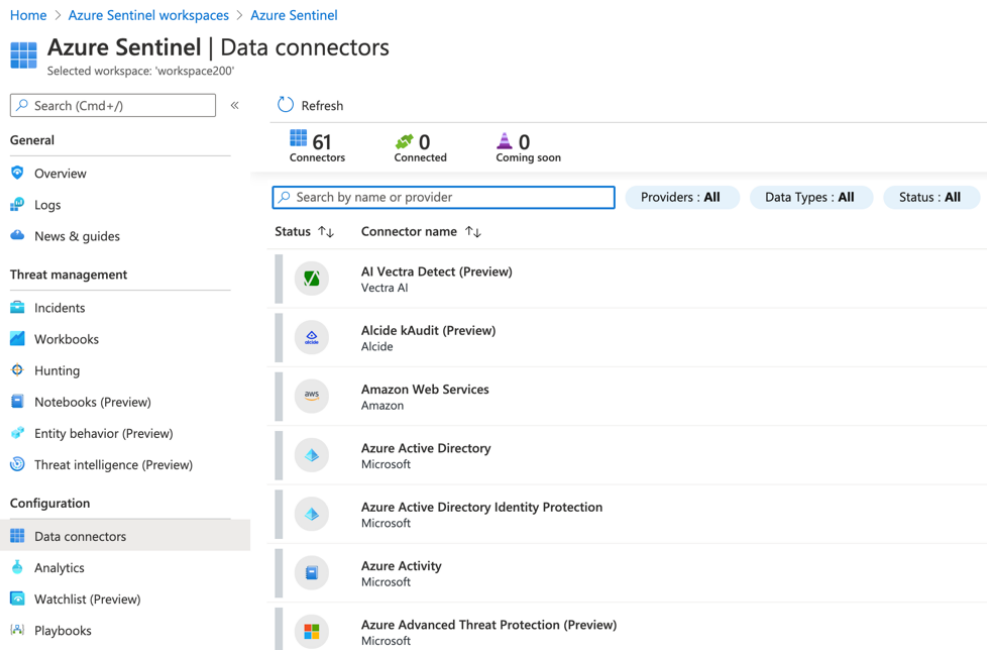 Home > Azure Sentinel workspaces > Azure Sentinel
Azure Sentinel | Data connectors
Selected workspace: 'workspace200'
Search (Cmd+/)
«
General
Overview
Logs
News & guides
Threat management
Incidents
Workbooks
Hunting
Notebooks (Preview)
Entity behavior (Preview)
Threat intelligence (Preview)
Configuration
Data connectors
Analytics
Watchlist (Preview)
Playbooks
Refresh
61 Connectors
0 Connected
0 Coming soon
Search by name or provider
Providers : All
Data Types : All
Status : All
Status ↑↓ Connector name ↑↓
AI Vectra Detect (Preview)
Vectra AI
alcide
Alcide kAudit (Preview)
Alcide
aws
Amazon Web Services
Amazon
Azure Active Directory
Microsoft
Azure Active Directory Identity Protection
Microsoft
Azure Activity
Microsoft
Azure Advanced Threat Protection (Preview)
Microsoft